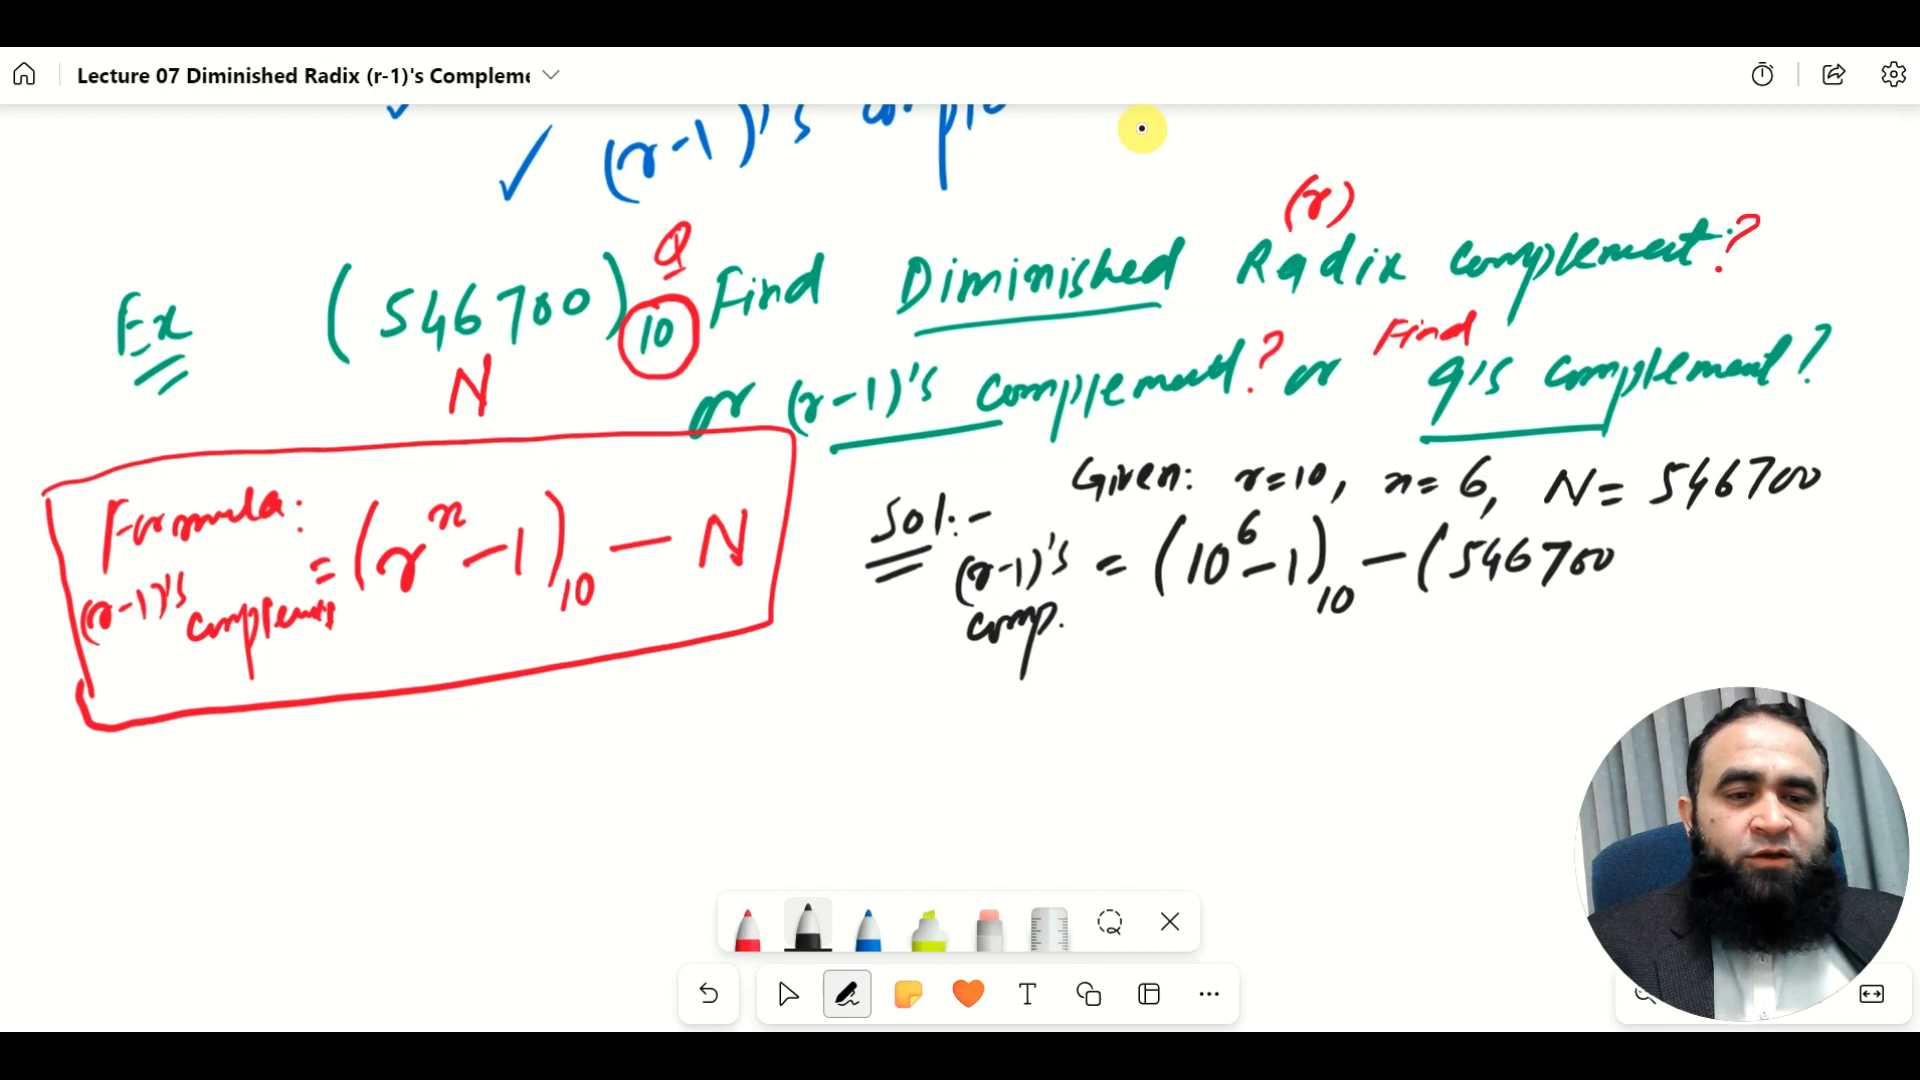 Lecture 07 Diminished Radix (r-1)'s Compleme
✓ (r-1)'s comple
(r)
Q
Ex (546700)10 Find Diminished Radix complement?
N
or (r-1)'s complement? or Find 9's complement?
Formula:
(r-1)'s complement = (r^n - 1)10 - N
Given: r=10, n=6, N=546700
Sol:-
(r-1)'s comp. = (10^6 - 1)10 - (546700